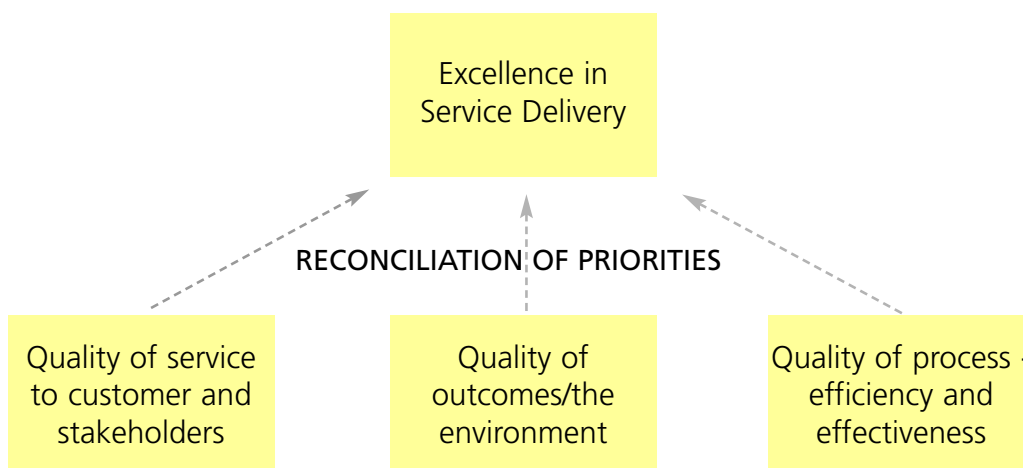 Excellence in
Service Delivery
RECONCILIATION OF PRIORITIES
Quality of service
to customer and
stakeholders
Quality of
outcomes/the
environment
Quality of process -
efficiency and
effectiveness